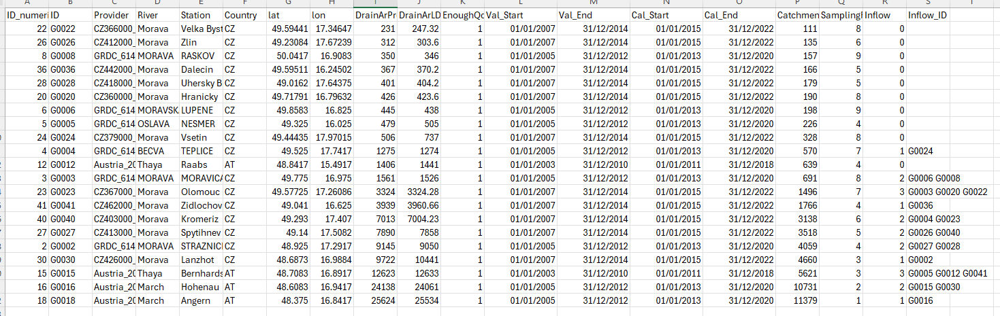 A B C D E F G H I J K L M N O P Q R S T
ID_numeri ID Provider River Station Country lat lon DrainArPr DrainArLD EnoughQc Val_Start Val_End Cal_Start Cal_End Catchmen SamplingI Inflow Inflow_ID
22 G0022 CZ366000_ Morava Velka Byst CZ 49.59441 17.34647 231 247.32 1 01/01/2007 31/12/2014 01/01/2015 31/12/2022 111 8 0
26 G0026 CZ412000_ Morava Zlin CZ 49.23084 17.67239 312 303.6 1 01/01/2007 31/12/2014 01/01/2015 31/12/2022 135 6 0
8 G0008 GRDC_614 MORAVA RASKOV CZ 50.0417 16.9083 350 346 1 01/01/2005 31/12/2012 01/01/2013 31/12/2020 157 9 0
36 G0036 CZ442000_ Morava Dalecin CZ 49.59511 16.24502 367 370.2 1 01/01/2007 31/12/2014 01/01/2015 31/12/2022 166 5 0
28 G0028 CZ418000_ Morava Uhersky B CZ 49.0162 17.64375 401 404.2 1 01/01/2007 31/12/2014 01/01/2015 31/12/2022 179 5 0
20 G0020 CZ360000_ Morava Hranicky CZ 49.71791 16.79632 426 423.6 1 01/01/2007 31/12/2014 01/01/2015 31/12/2022 190 8 0
6 G0006 GRDC_614 MORAVSK. LUPENE CZ 49.8583 16.825 445 438 1 01/01/2005 31/12/2012 01/01/2013 31/12/2020 198 9 0
5 G0005 GRDC_614 OSLAVA NESMER CZ 49.325 16.025 479 505 1 01/01/2005 31/12/2012 01/01/2013 31/12/2020 226 4 0
24 G0024 CZ379000_ Morava Vsetin CZ 49.44435 17.97015 506 737 1 01/01/2007 31/12/2014 01/01/2015 31/12/2022 328 8 0
4 G0004 GRDC_614 BECVA TEPLICE CZ 49.525 17.7417 1275 1274 1 01/01/2005 31/12/2012 01/01/2013 31/12/2020 570 7 1 G0024
12 G0012 Austria_20 Thaya Raabs AT 48.8417 15.4917 1406 1441 1 01/01/2003 31/12/2010 01/01/2011 31/12/2018 639 4 0
3 G0003 GRDC_614 MORAVA MORAVICA CZ 49.775 16.975 1561 1526 1 01/01/2005 31/12/2012 01/01/2013 31/12/2020 691 8 2 G0006 G0008
23 G0023 CZ367000_ Morava Olomouc CZ 49.57725 17.26086 3324 3324.28 1 01/01/2007 31/12/2014 01/01/2015 31/12/2022 1496 7 3 G0003 G0020 G0022
41 G0041 CZ462000_ Morava Zidlochov CZ 49.041 16.625 3939 3960.66 1 01/01/2007 31/12/2014 01/01/2015 31/12/2022 1766 4 1 G0036
40 G0040 CZ403000_ Morava Kromeriz CZ 49.293 17.407 7013 7004.23 1 01/01/2007 31/12/2014 01/01/2015 31/12/2022 3138 6 2 G0004 G0023
27 G0027 CZ413000_ Morava Spytihnev CZ 49.14 17.5082 7890 7858 1 01/01/2007 31/12/2014 01/01/2015 31/12/2022 3518 5 2 G0026 G0040
2 G0002 GRDC_614 MORAVA STRAZNIC CZ 48.925 17.2917 9145 9050 1 01/01/2005 31/12/2012 01/01/2013 31/12/2020 4059 4 2 G0027 G0028
30 G0030 CZ426000_ Morava Lanzhot CZ 48.6873 16.9884 9722 10441 1 01/01/2007 31/12/2014 01/01/2015 31/12/2022 4660 3 1 G0002
15 G0015 Austria_20 Thaya Bernhards AT 48.7083 16.8917 12623 12633 1 01/01/2003 31/12/2010 01/01/2011 31/12/2018 5621 3 3 G0005 G0012 G0041
16 G0016 Austria_20 March Hohenau AT 48.6083 16.9417 24138 24061 1 01/01/2005 31/12/2012 01/01/2013 31/12/2020 10731 2 2 G0015 G0030
18 G0018 Austria_20 March Angern AT 48.375 16.8417 25624 25534 1 01/01/2005 31/12/2012 01/01/2013 31/12/2020 11379 1 1 G0016